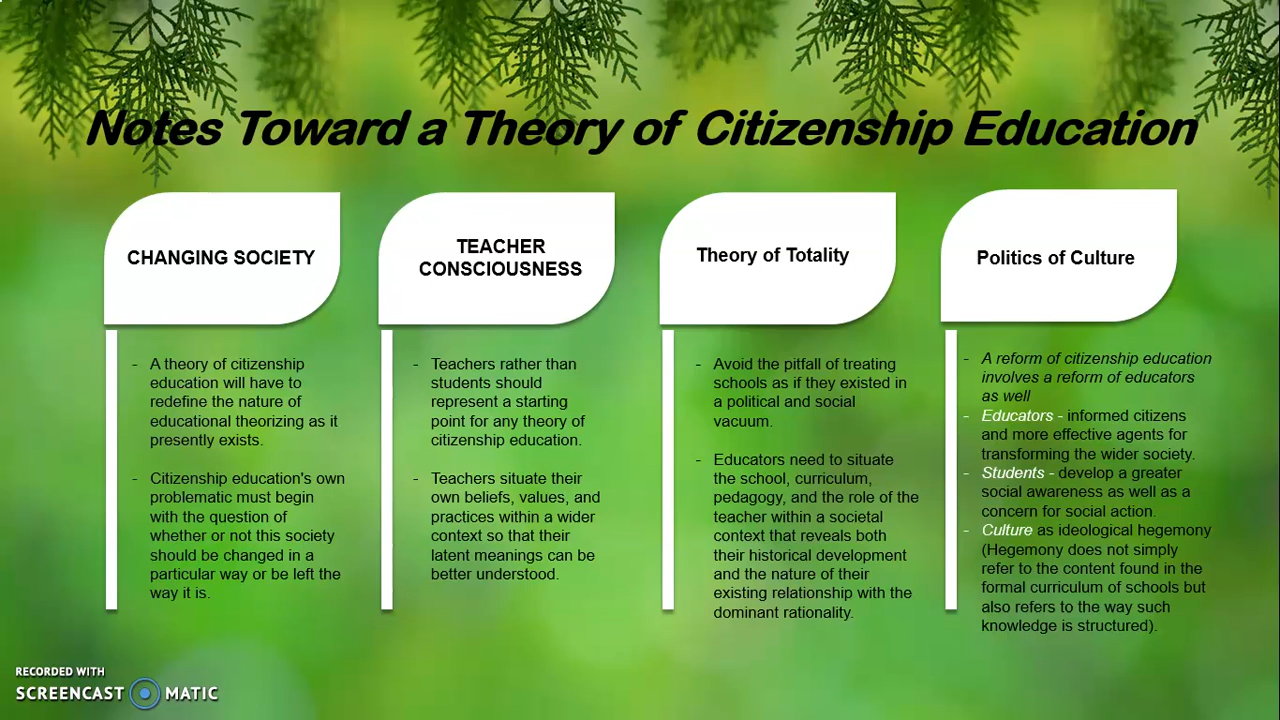 Notes Toward a Theory of Citizenship Education
CHANGING SOCIETY
- A theory of citizenship
education will have to
redefine the nature of
educational theorizing as it
presently exists.
- Citizenship education's own
problematic must begin
with the question of
whether or not this society
should be changed in a
particular way or be left the
way it is.
TEACHER
CONSCIOUSNESS
- Teachers rather than
students should
represent a starting
point for any theory of
citizenship education.
- Teachers situate their
own beliefs, values, and
practices within a wider
context so that their
latent meanings can be
better understood.
Theory of Totality
- Avoid the pitfall of treating
schools as if they existed in
a political and social
vacuum.
- Educators need to situate
the school, curriculum,
pedagogy, and the role of the
teacher within a societal
context that reveals both
their historical development
and the nature of their
existing relationship with the
dominant rationality.
Politics of Culture
- A reform of citizenship education
involves a reform of educators
as well
- Educators - informed citizens
and more effective agents for
transforming the wider society.
- Students - develop a greater
social awareness as well as a
concern for social action.
- Culture as ideological hegemony
(Hegemony does not simply
refer to the content found in the
formal curriculum of schools but
also refers to the way such
knowledge is structured).
RECORDED WITH
SCREENCAST MATIC